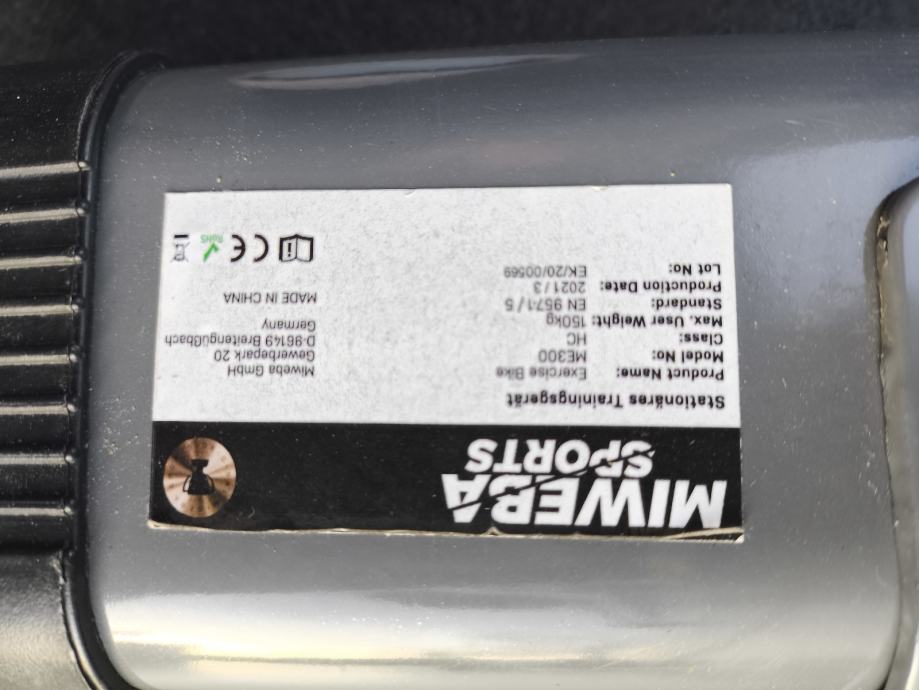 MIWEBA
SPORTS
Stationäres Trainingsgerät
Product Name: Exercise Bike
Model No: ME300
Class: HC
Max. User Weight: 150kg
Standard: EN 957-1 / 5
Production Date: 2021 / 3
Lot No: EK/20/00569
Miweba GmbH
Gewerbepark 20
D-96149 Breitengüßbach
Germany
MADE IN CHINA
CE RoHS